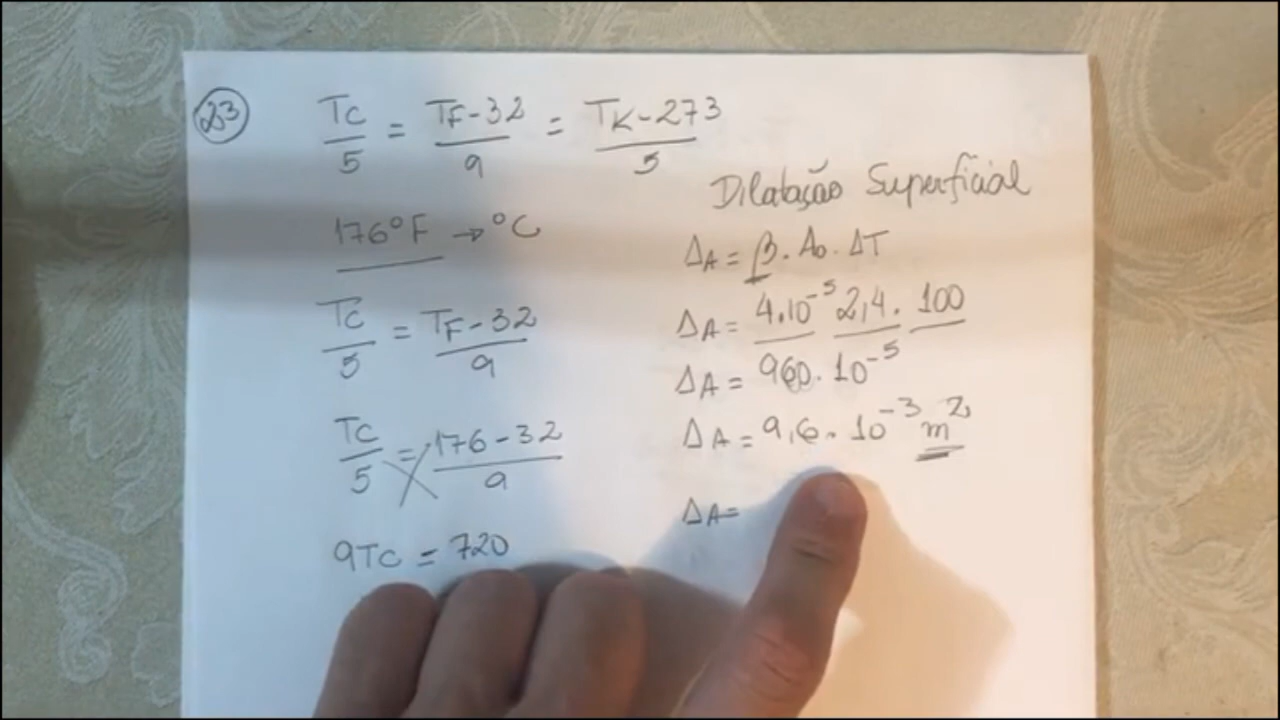 23
Tc/5 = TF-32/9 = TK-273/5
176°F → °C
Tc/5 = TF-32/9
Tc/5 = 176-32/9
9Tc = 720
Dilatação Superficial
ΔA = β. A₀. ΔT
ΔA = 4.10⁻⁵ 2,4. 100
ΔA = 960. 10⁻⁵
ΔA = 9,6. 10⁻³ m²
ΔA=